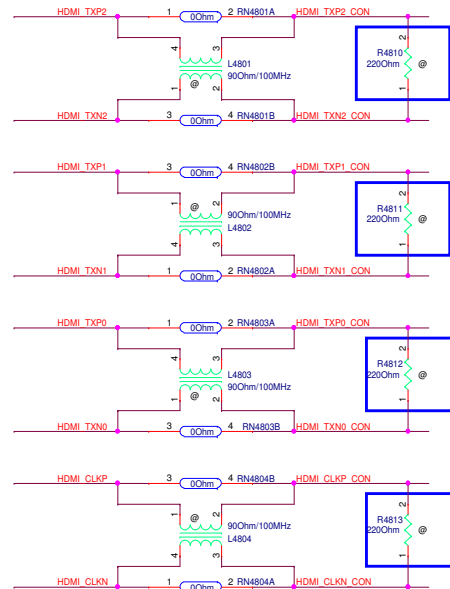 HDMI_TXP2 1 0Ohm 2 RN4801A HDMI_TXP2_CON
4 3 L4801 2 R4810
90Ohm/100MHz 220Ohm @
1 @ 2 1
HDMI_TXN2 3 0Ohm 4 RN4801B HDMI_TXN2_CON
HDMI_TXP1 3 0Ohm 4 RN4802B HDMI_TXP1_CON
1 @ 2 90Ohm/100MHz 2 R4811
L4802 220Ohm @
4 3 1
HDMI_TXN1 1 0Ohm 2 RN4802A HDMI_TXN1_CON
HDMI_TXP0 1 0Ohm 2 RN4803A HDMI_TXP0_CON
4 3 L4803 2 R4812
90Ohm/100MHz 220Ohm @
1 @ 2 1
HDMI_TXN0 3 0Ohm 4 RN4803B HDMI_TXN0_CON
HDMI_CLKP 3 0Ohm 4 RN4804B HDMI_CLKP_CON
1 @ 2 90Ohm/100MHz 2 R4813
L4804 220Ohm @
4 3 1
HDMI_CLKN 1 0Ohm 2 RN4804A HDMI_CLKN_CON